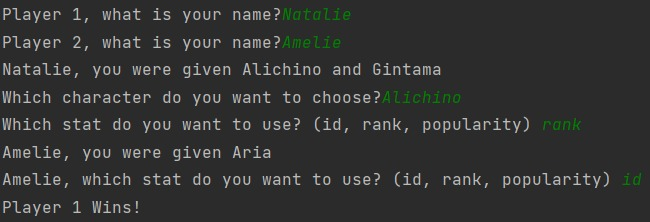 Player 1, what is your name?Natalie
Player 2, what is your name?Amelie
Natalie, you were given Alichino and Gintama
Which character do you want to choose?Alichino
Which stat do you want to use? (id, rank, popularity) rank
Amelie, you were given Aria
Amelie, which stat do you want to use? (id, rank, popularity) id
Player 1 Wins!